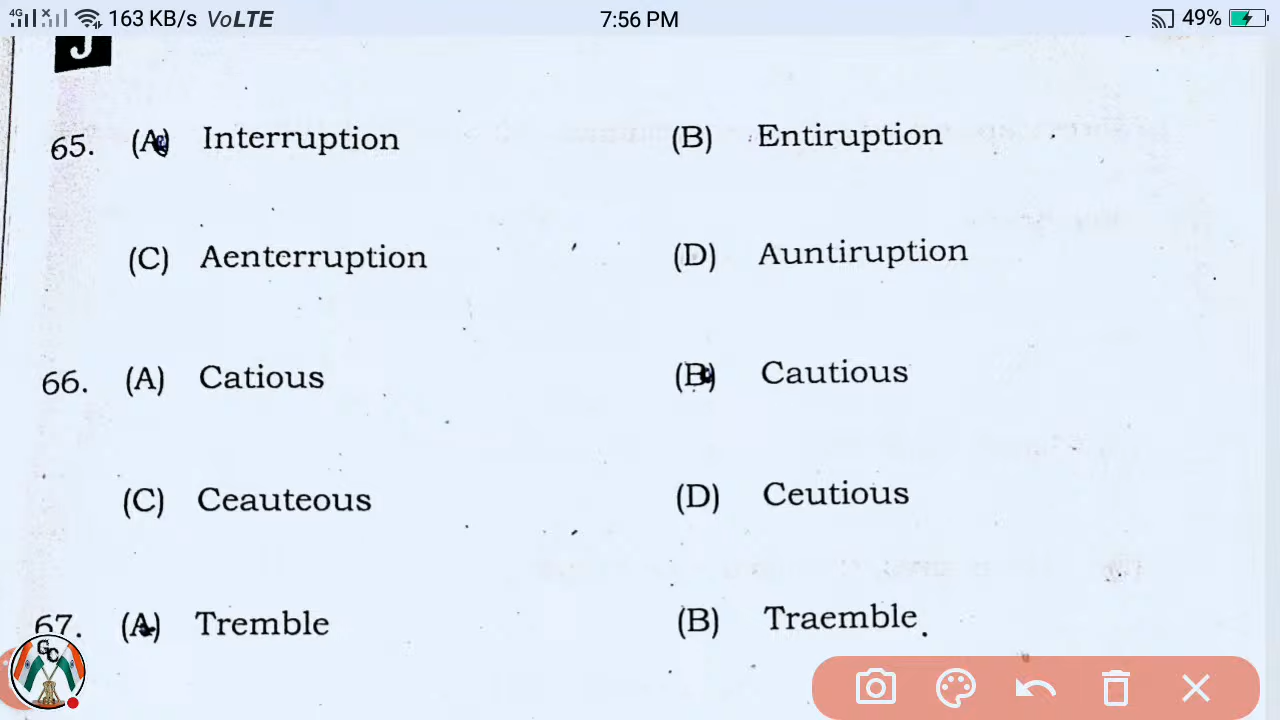 4G 163 KB/s VoLTE 7:56 PM 49%
J
65. (A) Interruption (B) Entiruption
(C) Aenterruption (D) Auntiruption
66. (A) Catious (B) Cautious
(C) Ceauteous (D) Ceutious
67. (A) Tremble (B) Traemble
GC